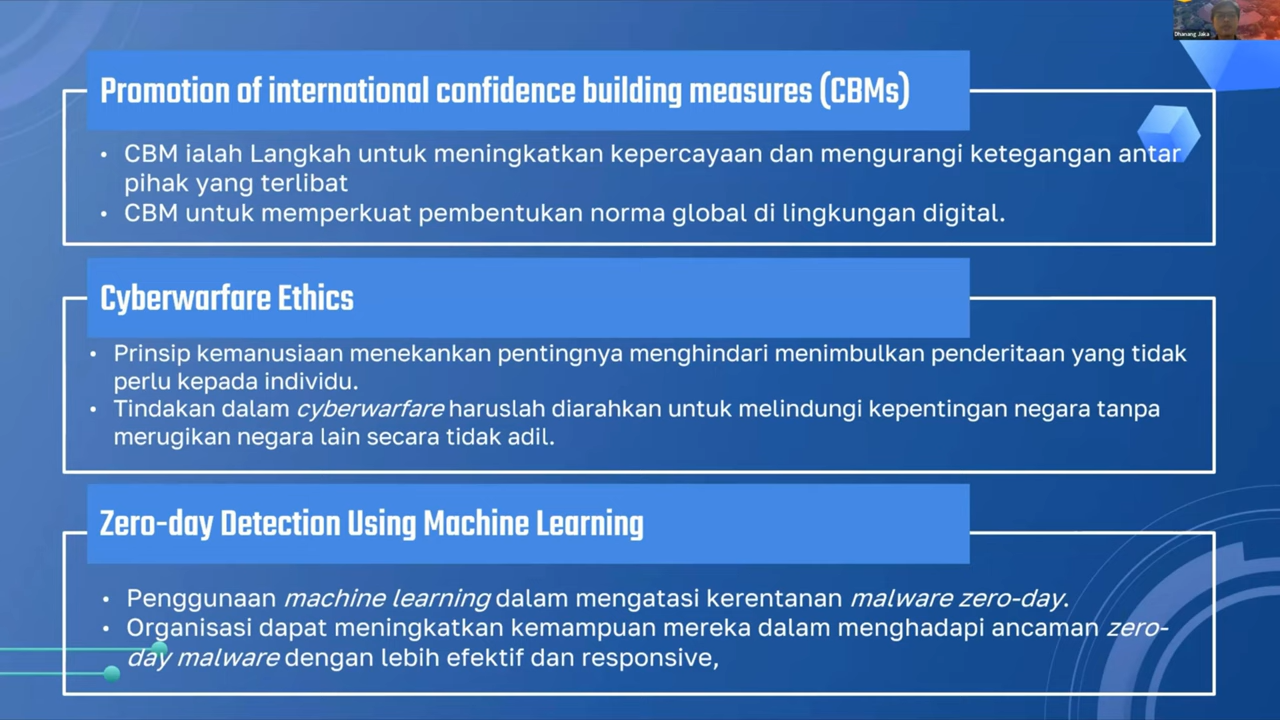 Dhanang Jaka
Promotion of international confidence building measures (CBMs)
• CBM ialah Langkah untuk meningkatkan kepercayaan dan mengurangi ketegangan antar
pihak yang terlibat
• CBM untuk memperkuat pembentukan norma global di lingkungan digital.
Cyberwarfare Ethics
• Prinsip kemanusiaan menekankan pentingnya menghindari menimbulkan penderitaan yang tidak
perlu kepada individu.
• Tindakan dalam cyberwarfare haruslah diarahkan untuk melindungi kepentingan negara tanpa
merugikan negara lain secara tidak adil.
Zero-day Detection Using Machine Learning
• Penggunaan machine learning dalam mengatasi kerentanan malware zero-day.
• Organisasi dapat meningkatkan kemampuan mereka dalam menghadapi ancaman zero-
day malware dengan lebih efektif dan responsive,